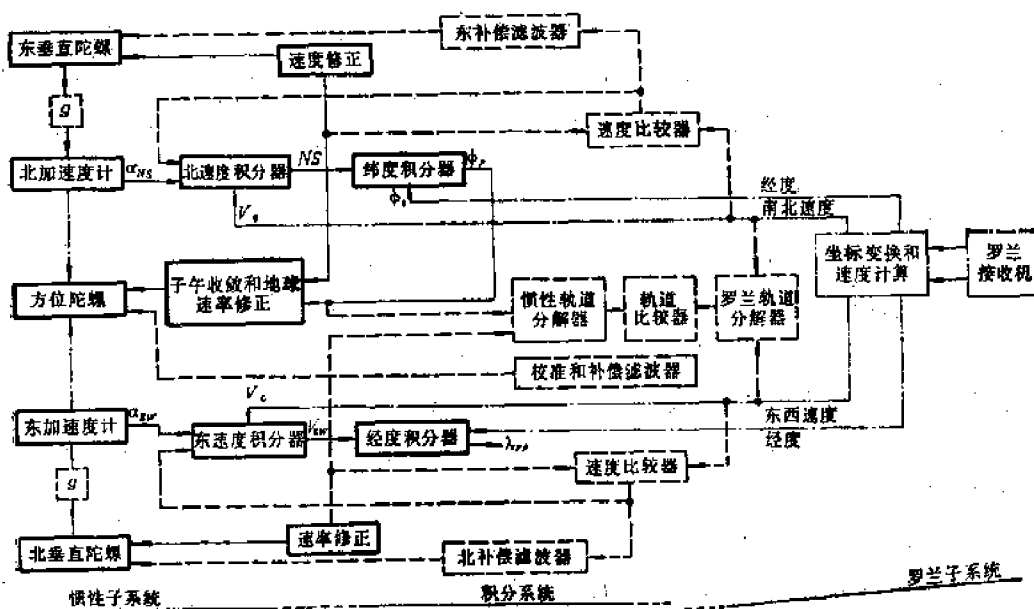 东补偿滤波器
东垂直陀螺
速度修正
g
速度比较器
北加速度计
α_NS
北速度积分器
NS
纬度积分器
ϕ_P
ϕ_0
经度
南北速度
V_0
坐标变换和
速度计算
罗兰
接收机
方位陀螺
子午收敛和地球
速率修正
惯性轨道
分解器
轨道
比较器
罗兰轨道
分解器
校准和补偿滤波器
V_0
东西速度
东加速度计
α_EW
东速度积分器
V_EW
经度积分器
经度
速度比较器
g
北垂直陀螺
速率修正
北补偿滤波器
惯性子系统
积分系统
罗兰子系统